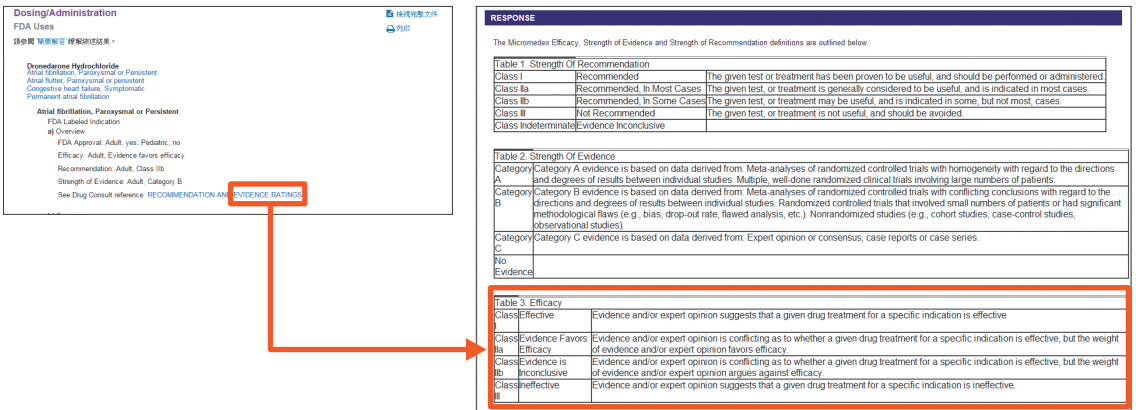 Dosing/Administration
檢視完整文件
FDA Uses
列印
請參閱 '簡要解答' 瞭解綜述結果。
Dronedarone Hydrochloride
Atrial fibrillation, Paroxysmal or Persistent
Atrial flutter, Paroxysmal or persistent
Congestive heart failure, Symptomatic
Permanent atrial fibrillation
Atrial fibrillation, Paroxysmal or Persistent
FDA Labeled Indication
a) Overview
FDA Approval: Adult, yes; Pediatric, no
Efficacy: Adult, Evidence favors efficacy
Recommendation: Adult, Class IIb
Strength of Evidence: Adult, Category B
See Drug Consult reference: RECOMMENDATION AND EVIDENCE RATINGS
RESPONSE
The Micromedex Efficacy, Strength of Evidence and Strength of Recommendation definitions are outlined below:
Table 1. Strength Of Recommendation
Class I Recommended The given test or treatment has been proven to be useful, and should be performed or administered.
Class IIa Recommended, In Most Cases The given test, or treatment is generally considered to be useful, and is indicated in most cases.
Class IIb Recommended, In Some Cases The given test, or treatment may be useful, and is indicated in some, but not most, cases.
Class III Not Recommended The given test, or treatment is not useful, and should be avoided.
Class Indeterminate Evidence Inconclusive
Table 2. Strength Of Evidence
Category Category A evidence is based on data derived from: Meta-analyses of randomized controlled trials with homogeneity with regard to the directions
A and degrees of results between individual studies. Multiple, well-done randomized clinical trials involving large numbers of patients.
Category Category B evidence is based on data derived from: Meta-analyses of randomized controlled trials with conflicting conclusions with regard to the
B directions and degrees of results between individual studies. Randomized controlled trials that involved small numbers of patients or had significant
methodological flaws (e.g., bias, drop-out rate, flawed analysis, etc.). Nonrandomized studies (e.g., cohort studies, case-control studies,
observational studies).
Category Category C evidence is based on data derived from: Expert opinion or consensus, case reports or case series.
C
No
Evidence
Table 3. Efficacy
Class Effective Evidence and/or expert opinion suggests that a given drug treatment for a specific indication is effective
I
Class Evidence Favors Evidence and/or expert opinion is conflicting as to whether a given drug treatment for a specific indication is effective, but the weight
IIa Efficacy of evidence and/or expert opinion favors efficacy.
Class Evidence is Evidence and/or expert opinion is conflicting as to whether a given drug treatment for a specific indication is effective, but the weight
IIb Inconclusive of evidence and/or expert opinion argues against efficacy.
Class Ineffective Evidence and/or expert opinion suggests that a given drug treatment for a specific indication is ineffective.
III